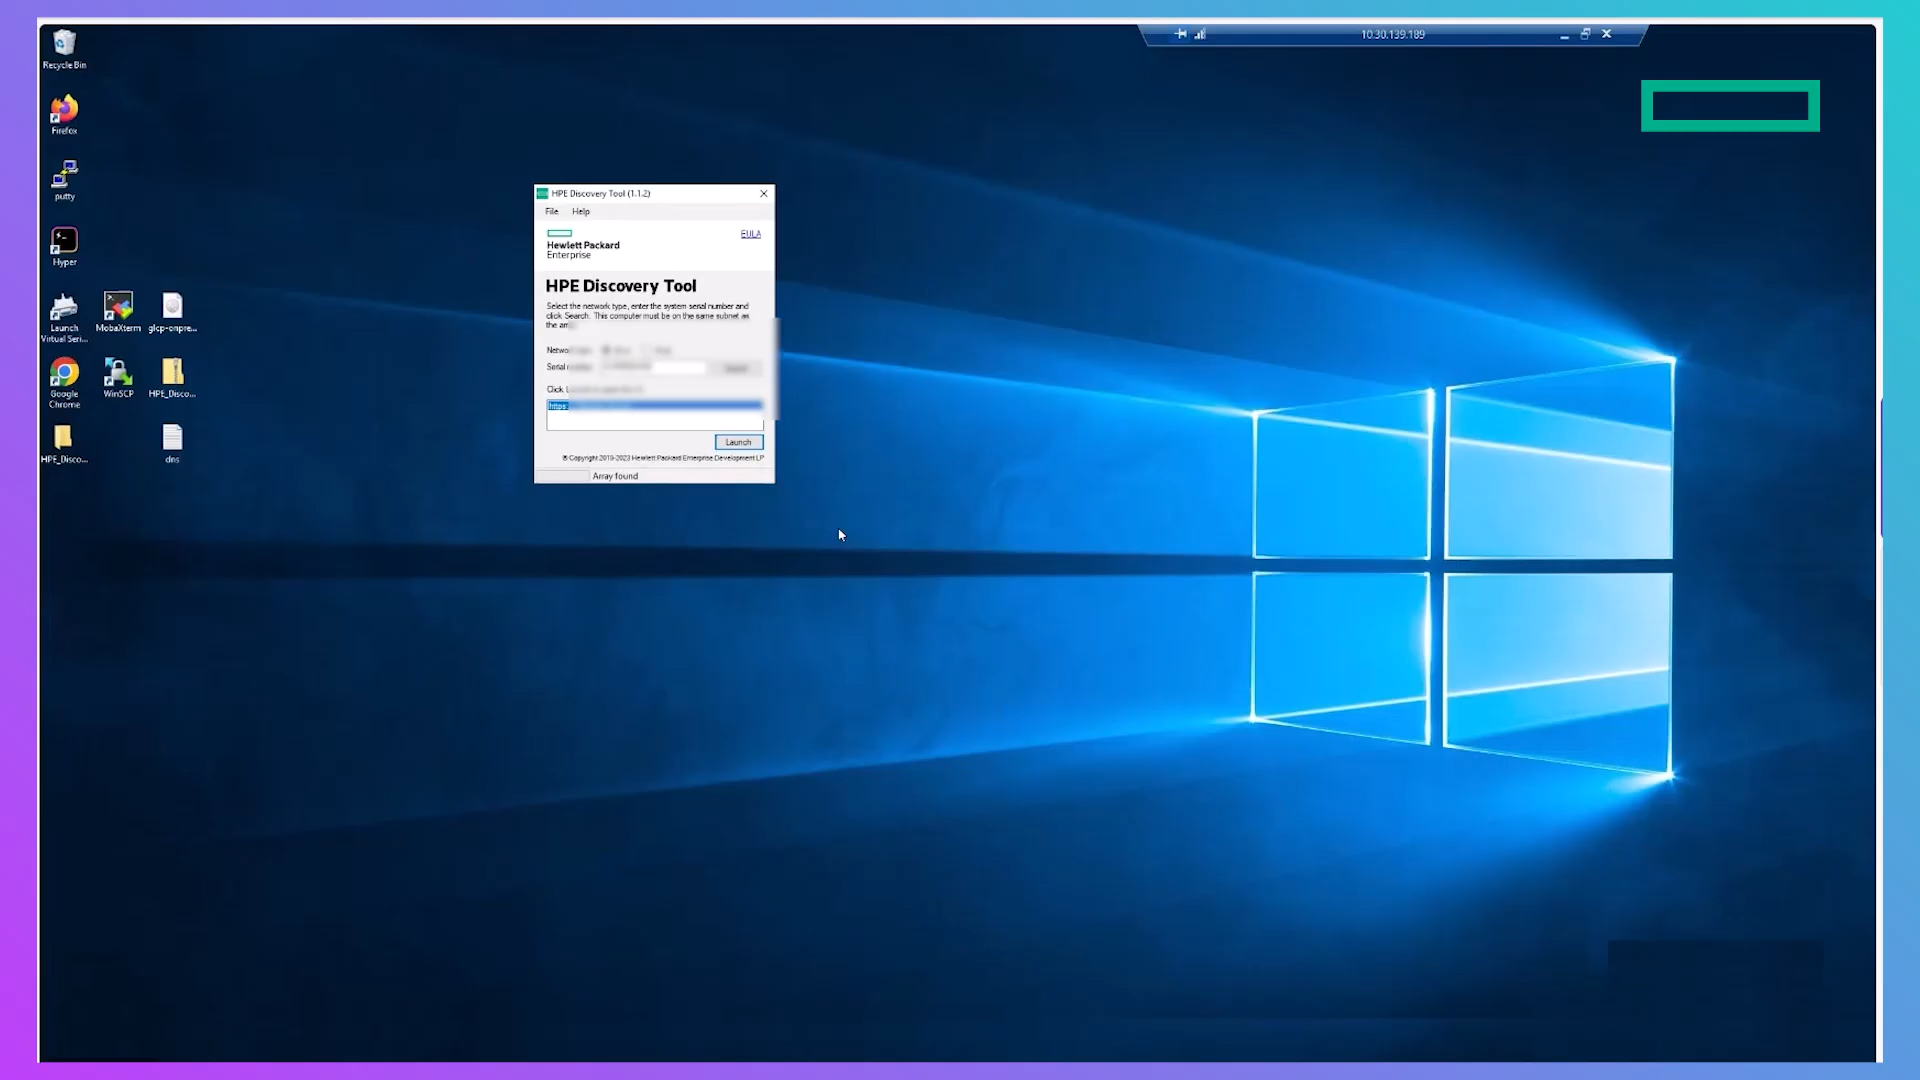 10.30.139.189
Recycle Bin
Firefox
putty
Hyper
Launch
Virtual Seri...
MobaXterm
glcp-onpre...
Google
Chrome
WinSCP
HPE_Disco...
HPE_Disco...
dns
HPE Discovery Tool (1.1.2)
File Help
EULA
Hewlett Packard
Enterprise
HPE Discovery Tool
Select the network type, enter the system serial number and
click Search. This computer must be on the same subnet as
the
Serial
Click
https:
Launch
© Copyright 2019-2023 Hewlett Packard Enterprise Development LP
Array found